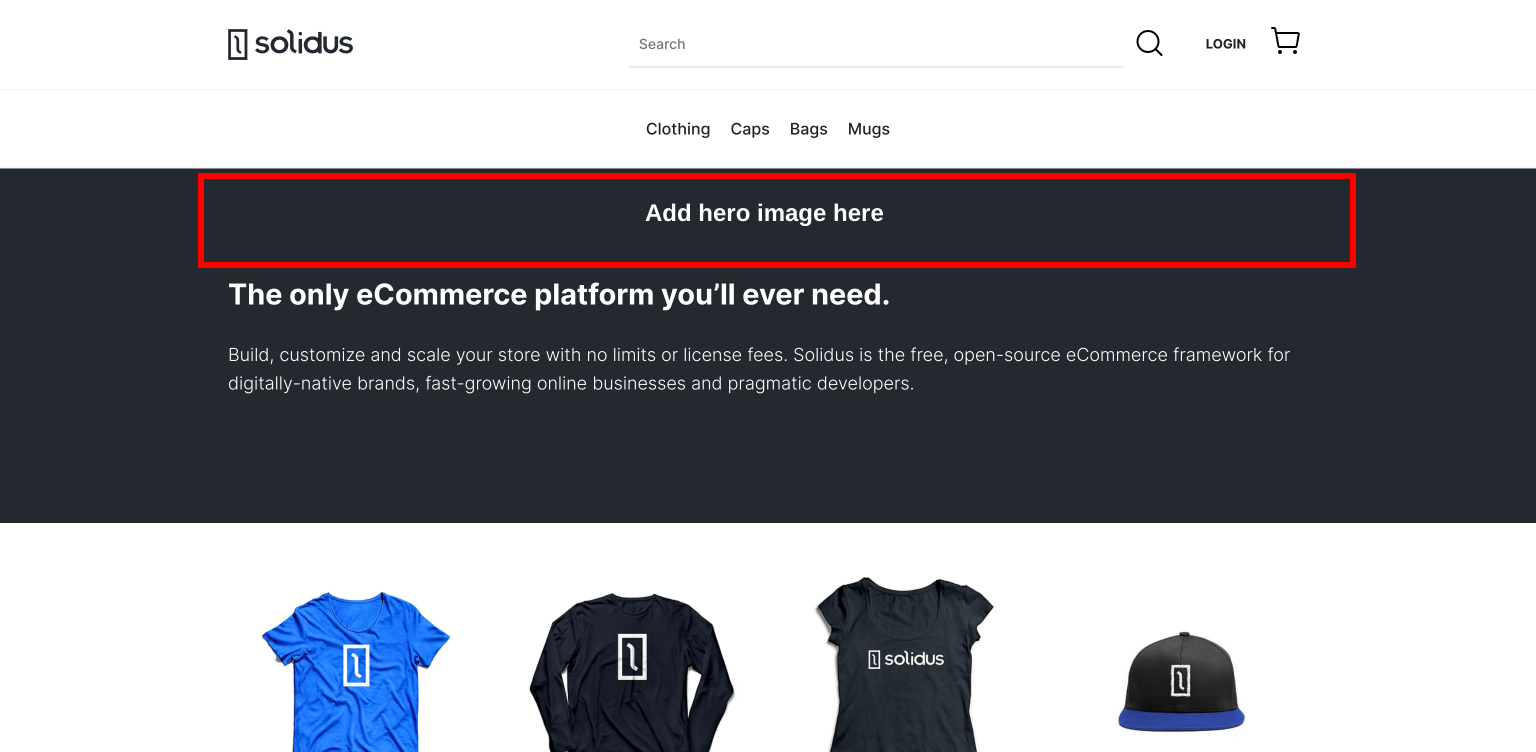 solidus
Search
LOGIN
Clothing Caps Bags Mugs
Add hero image here
The only eCommerce platform you’ll ever need.
Build, customize and scale your store with no limits or license fees. Solidus is the free, open-source eCommerce framework for
digitally-native brands, fast-growing online businesses and pragmatic developers.
solidus